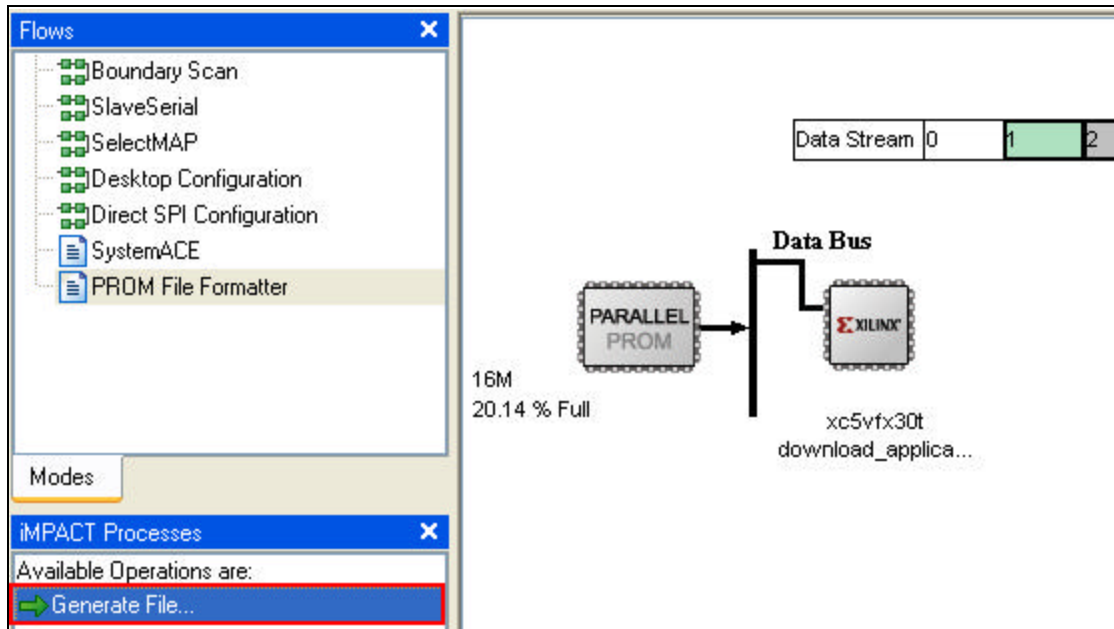 Flows
Boundary Scan
SlaveSerial
SelectMAP
Desktop Configuration
Direct SPI Configuration
SystemACE
PROM File Formatter
Modes
iMPACT Processes
Available Operations are:
Generate File...
Data Stream 0 1 2
Data Bus
PARALLEL
PROM
XILINX
16M
20.14 % Full
xc5vfx30t
download_applica...